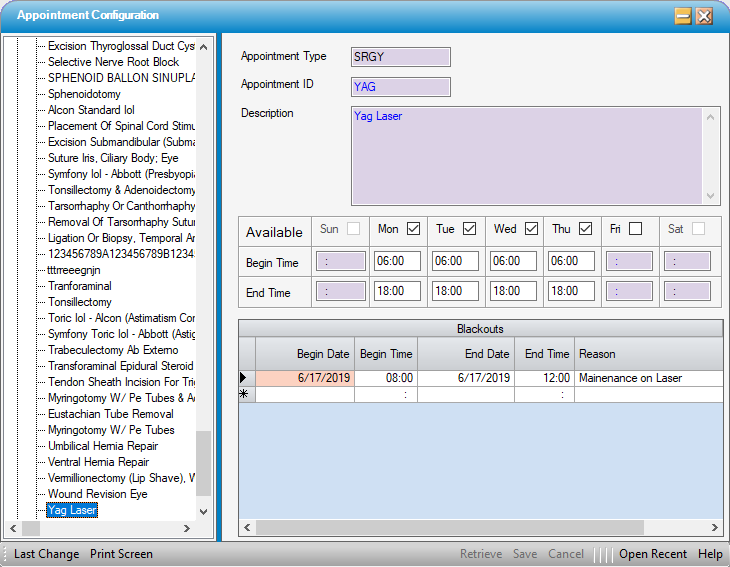 Appointment Configuration
Excision Thyroglossal Duct Cys
Selective Nerve Root Block
SPHENOID BALLON SINUPLA
Sphenoidotomy
Alcon Standard Iol
Placement Of Spinal Cord Stimu
Excision Submandibular (Subma
Suture Iris, Ciliary Body; Eye
Symfony Iol - Abbott (Presbyopia
Tonsillectomy & Adenoidectomy
Tarsorraphy Or Canthorrhaphy
Removal Of Tarsorrhaphy Sutur
Ligation Or Biopsy, Temporal Ar
123456789A123456789B12345
tttrreeegnjn
Tranforaminal
Tonsillectomy
Toric Iol - Alcon (Astimatism Cor
Symfony Toric Iol - Abbott (Astig
Trabeculectomy Ab Externo
Transforaminal Epidural Steroid
Tendon Sheath Incision For Trig
Myringotomy W/ Pe Tubes & A
Eustachian Tube Removal
Myringotomy W/ Pe Tubes
Umbilical Hernia Repair
Ventral Hernia Repair
Vermillionectomy (Lip Shave), W
Wound Revision Eye
Yag Laser
Appointment Type SRGY
Appointment ID YAG
Description Yag Laser
Available Sun Mon Tue Wed Thu Fri Sat
Begin Time : 06:00 06:00 06:00 06:00 : :
End Time : 18:00 18:00 18:00 18:00 : :
Blackouts
Begin Date Begin Time End Date End Time Reason
6/17/2019 08:00 6/17/2019 12:00 Mainenance on Laser
: :
Last Change Print Screen Retrieve Save Cancel Open Recent Help